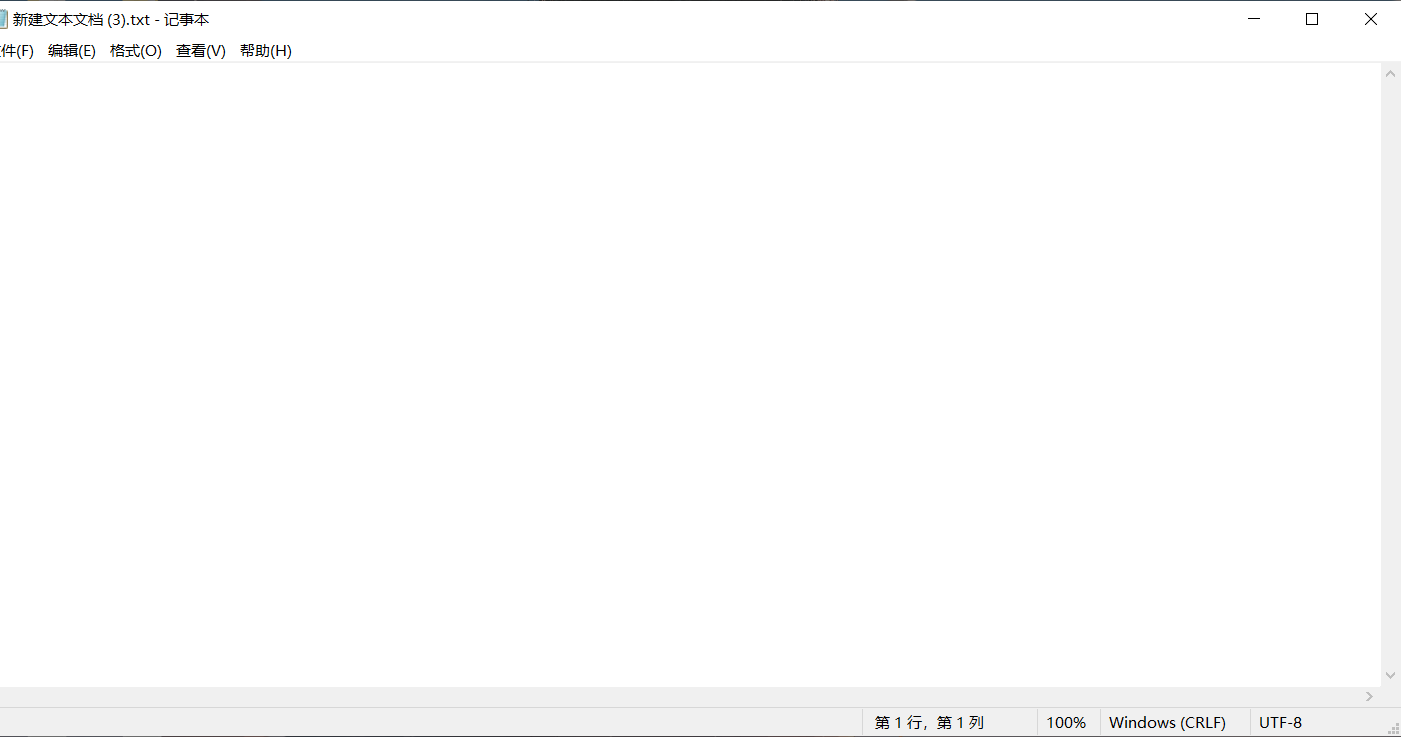 新建文本文档 (3).txt - 记事本
件(F) 编辑(E) 格式(O) 查看(V) 帮助(H)
第 1 行，第 1 列 100% Windows (CRLF) UTF-8